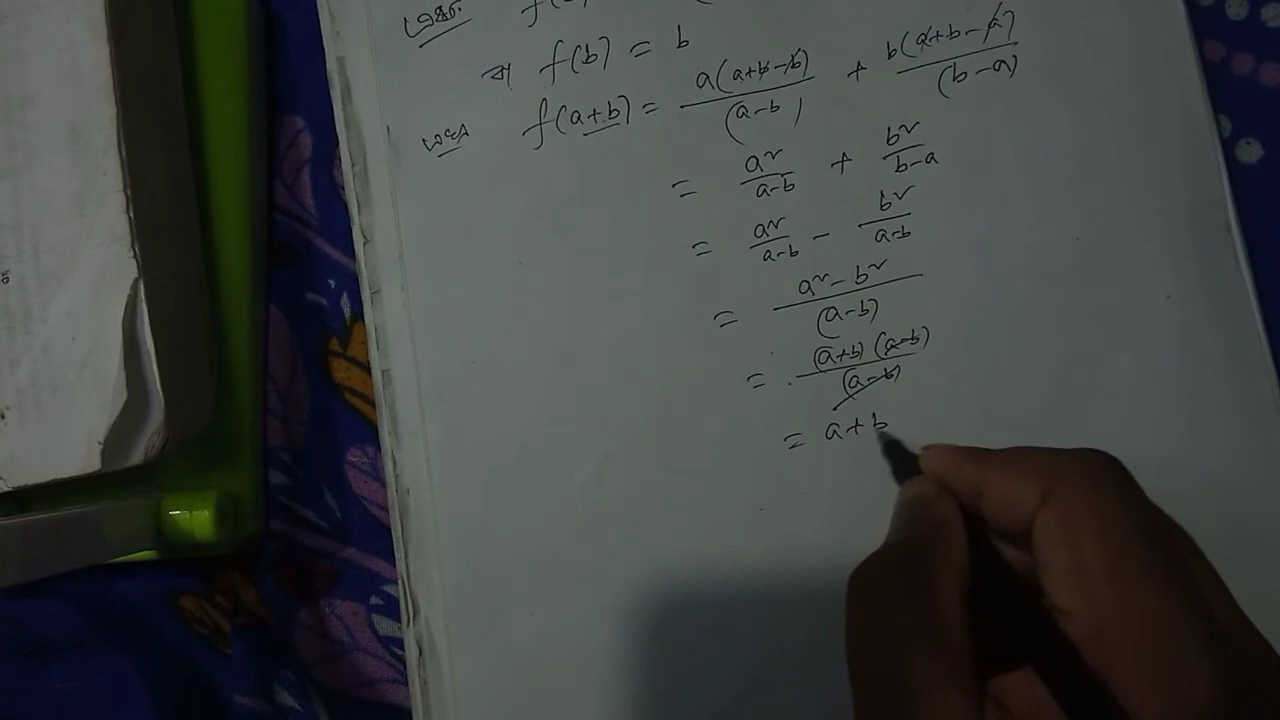 বা f(b) = b
f(a+b) = a(a+b-b)/(a-b) + b(a+b-a)/(b-a)
= a²/a-b + b²/b-a
= a²/a-b - b²/a-b
= a²-b²/(a-b)
= (a+b)(a-b)/(a-b)
= a+b